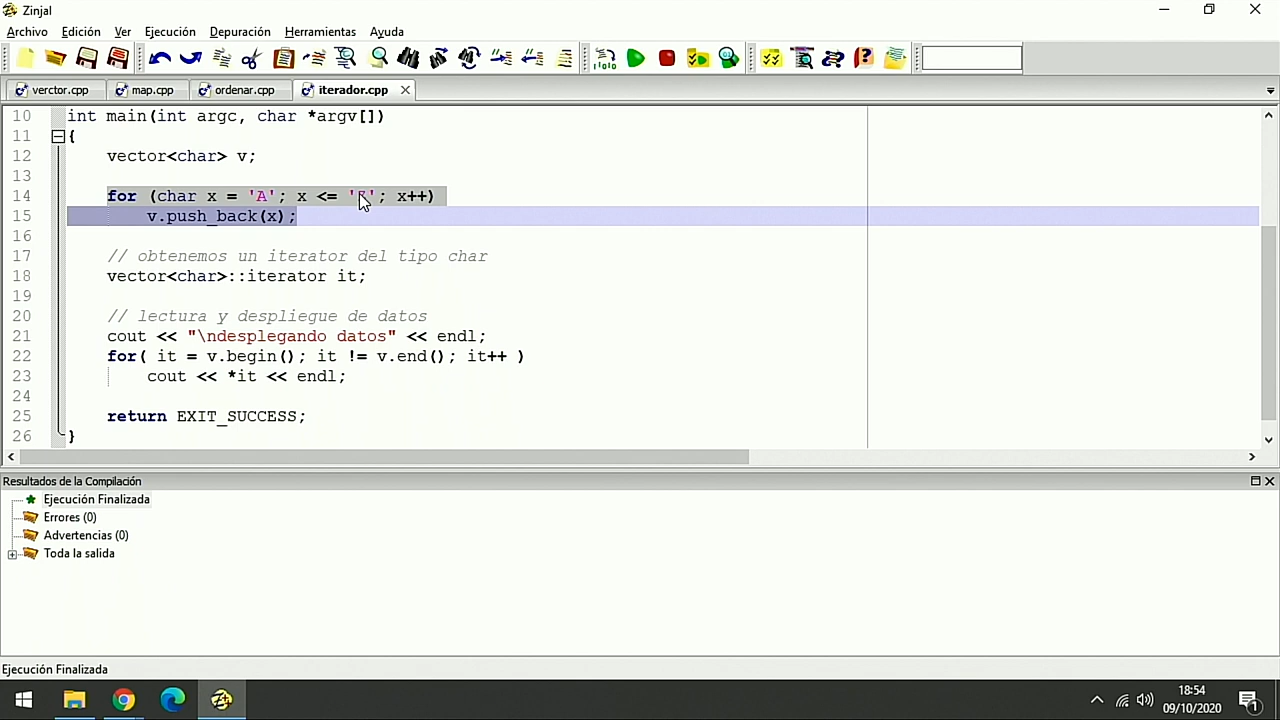 Zinjal
Archivo Edición Ver Ejecución Depuración Herramientas Ayuda
verctor.cpp map.cpp ordenar.cpp iterador.cpp
10 int main(int argc, char *argv[])
11 {
12 vector<char> v;
13
14 for (char x = 'A'; x <= ' '; x++)
15 v.push_back(x);
16
17 // obtenemos un iterator del tipo char
18 vector<char>::iterator it;
19
20 // lectura y despliegue de datos
21 cout << "\ndesplegando datos" << endl;
22 for( it = v.begin(); it != v.end(); it++ )
23 cout << *it << endl;
24
25 return EXIT_SUCCESS;
26 }
Resultados de la Compilación
Ejecución Finalizada
Errores (0)
Advertencias (0)
Toda la salida
Ejecución Finalizada
18:54
09/10/2020
1